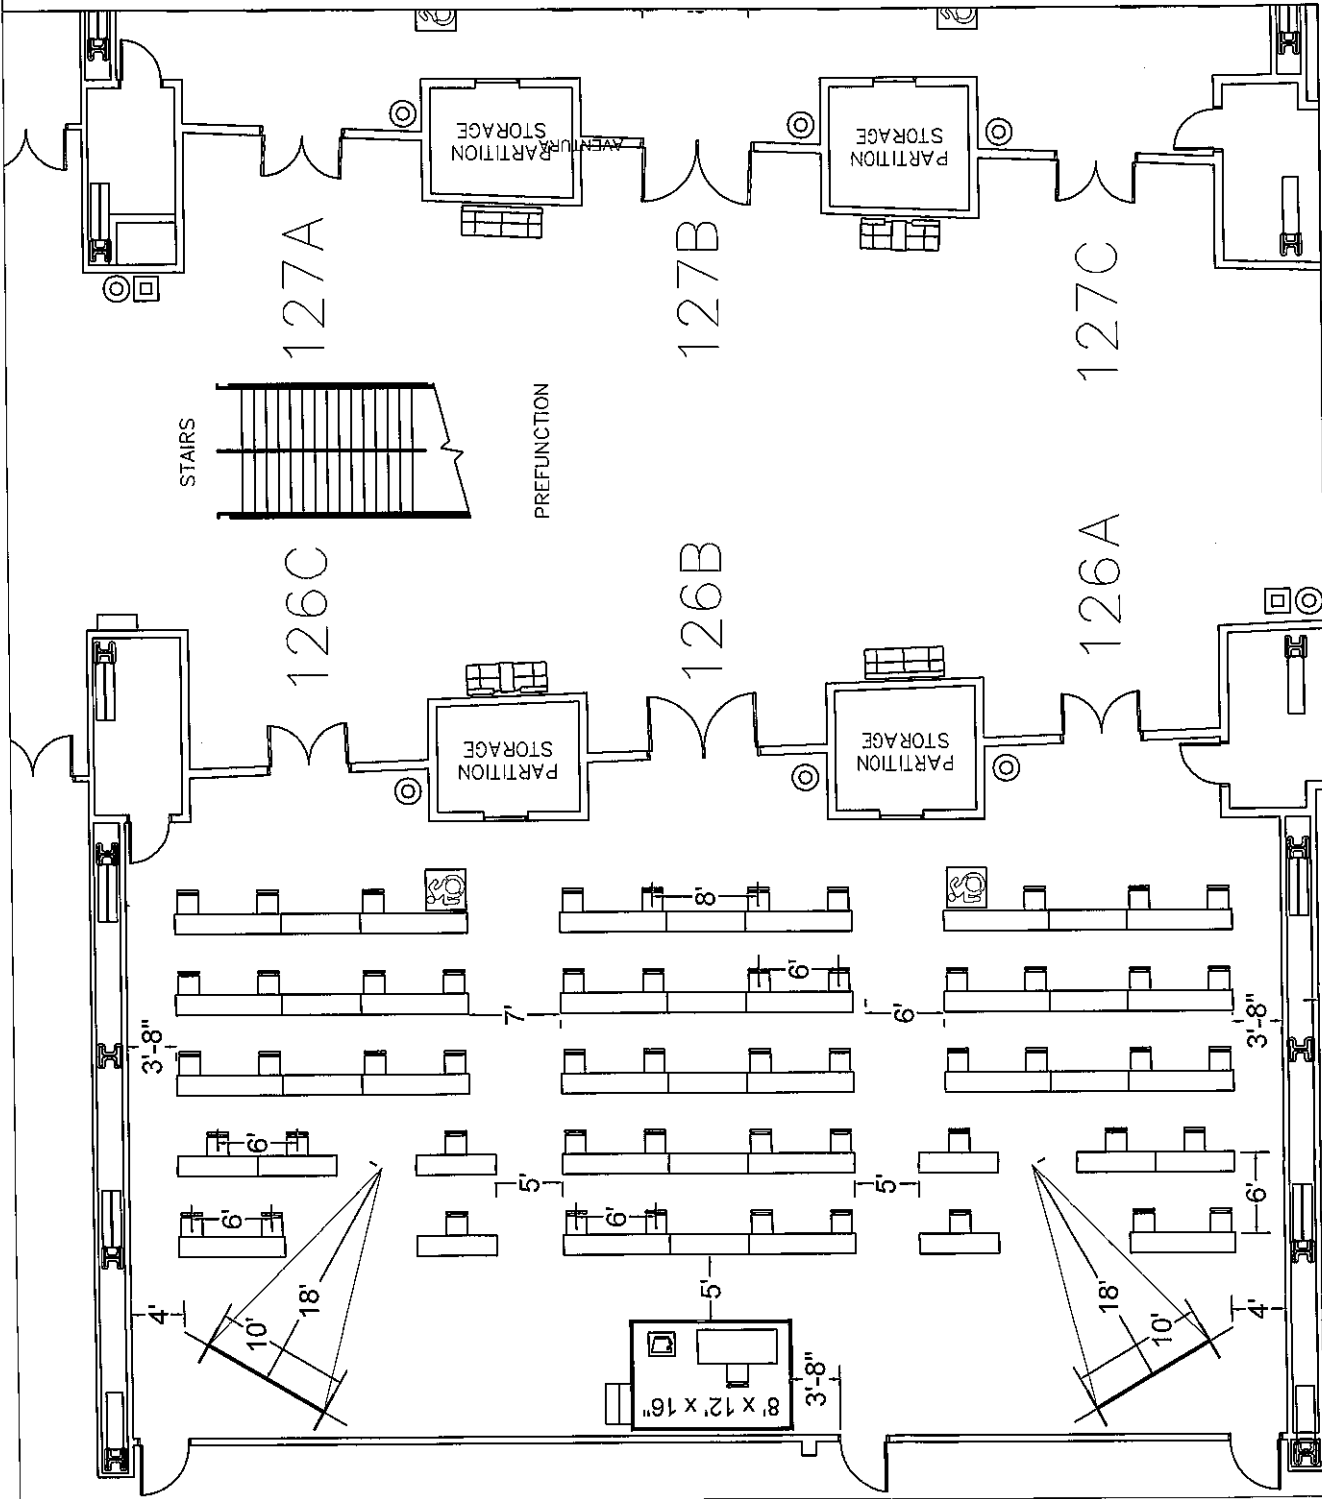 PARTITION
STORAGE
AVENTURA
PARTITION
STORAGE
127A
127B
127C
STAIRS
PREFUNCTION
126C
126B
126A
PARTITION
STORAGE
PARTITION
STORAGE
8'
6'
7'
6'
3'-8"
3'-8"
6'
5'
5'
6'
6'
6'
4'
10'
18'
5'
18'
10'
4'
8' x 12' x 16"
3'-8"